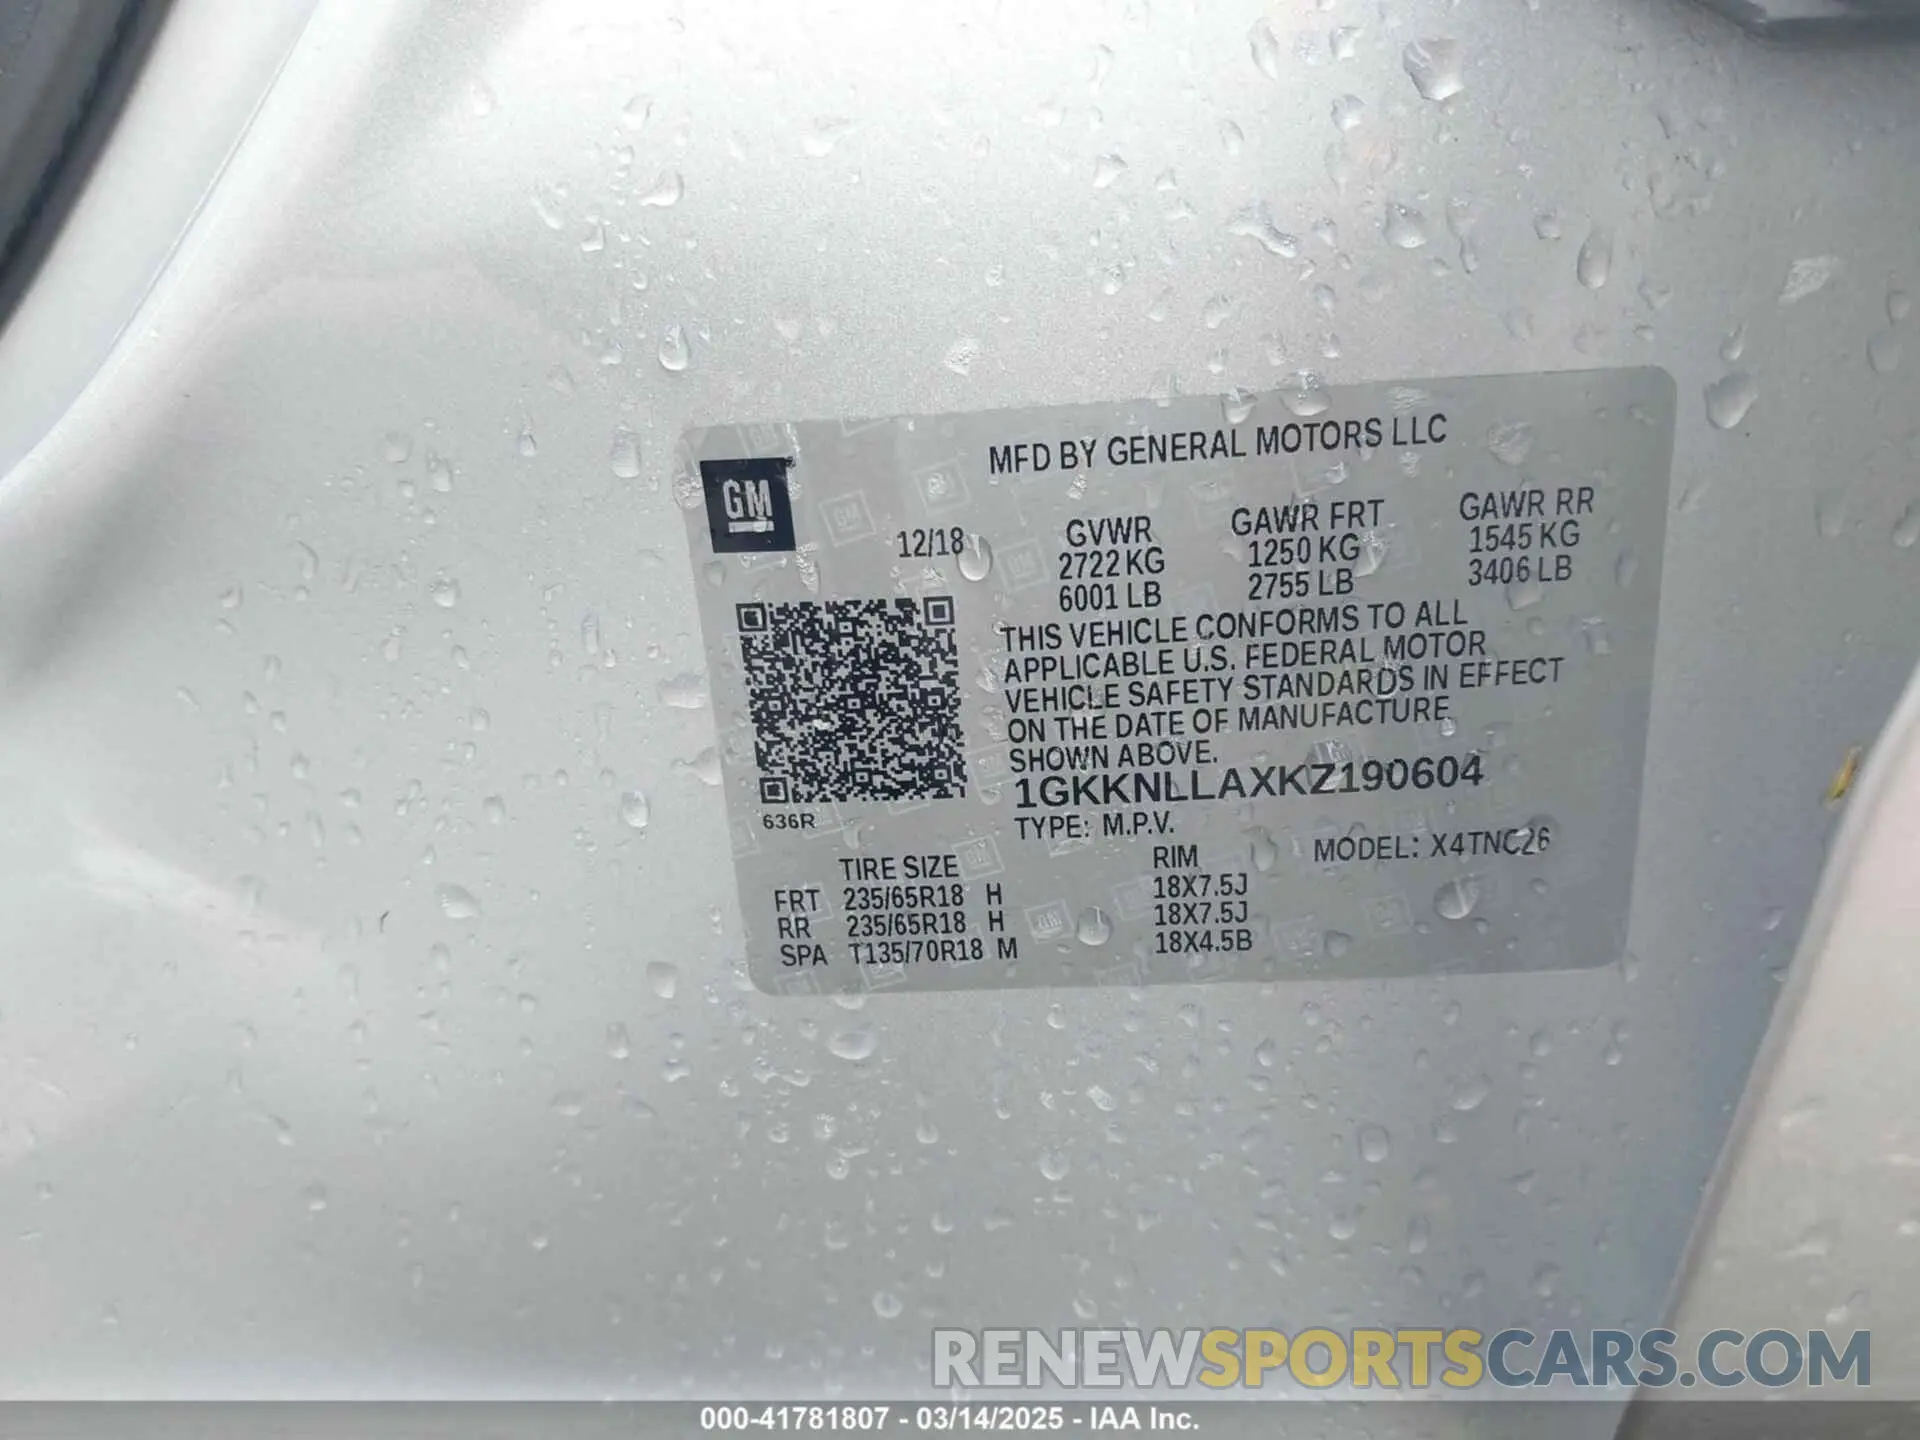 MFD BY GENERAL MOTORS LLC
GM
12/18 GVWR GAWR FRT GAWR RR
2722 KG 1250 KG 1545 KG
6001 LB 2755 LB 3406 LB
THIS VEHICLE CONFORMS TO ALL
APPLICABLE U.S. FEDERAL MOTOR
VEHICLE SAFETY STANDARDS IN EFFECT
ON THE DATE OF MANUFACTURE
SHOWN ABOVE.
1GKKNLLAXKZ190604
636R
TYPE: M.P.V.
MODEL: X4TNC26
TIRE SIZE RIM
FRT 235/65R18 H 18X7.5J
RR 235/65R18 H 18X7.5J
SPA T135/70R18 M 18X4.5B
RENEWSPORTSCARS.COM
000-41781807 - 03/14/2025 - IAA Inc.